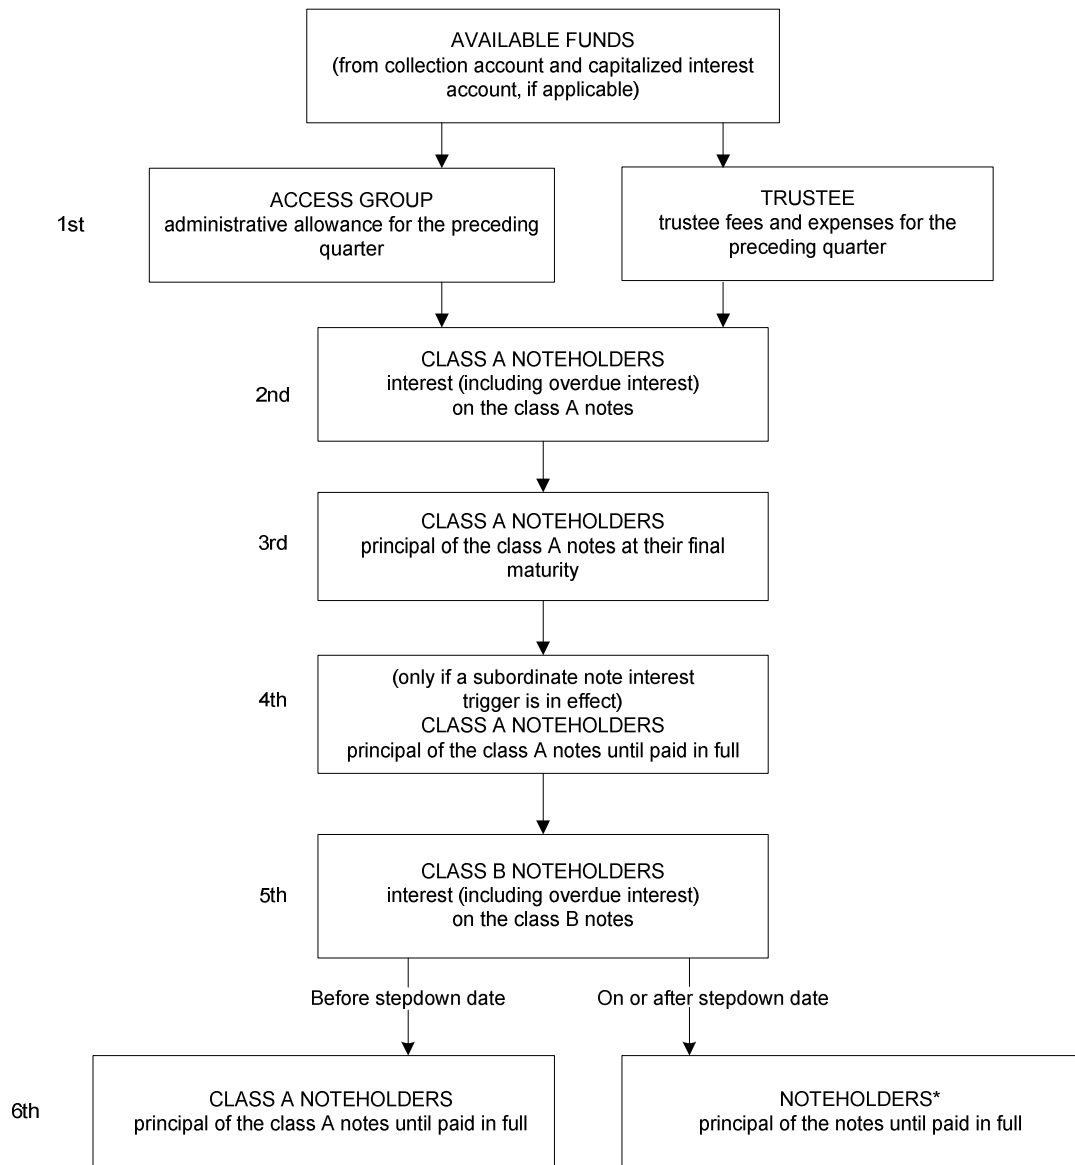 AVAILABLE FUNDS
(from collection account and capitalized interest
account, if applicable)
1st
ACCESS GROUP
administrative allowance for the preceding
quarter
TRUSTEE
trustee fees and expenses for the
preceding quarter
2nd
CLASS A NOTEHOLDERS
interest (including overdue interest)
on the class A notes
3rd
CLASS A NOTEHOLDERS
principal of the class A notes at their final
maturity
4th
(only if a subordinate note interest
trigger is in effect)
CLASS A NOTEHOLDERS
principal of the class A notes until paid in full
5th
CLASS B NOTEHOLDERS
interest (including overdue interest)
on the class B notes
Before stepdown date
On or after stepdown date
6th
CLASS A NOTEHOLDERS
principal of the class A notes until paid in full
NOTEHOLDERS*
principal of the notes until paid in full